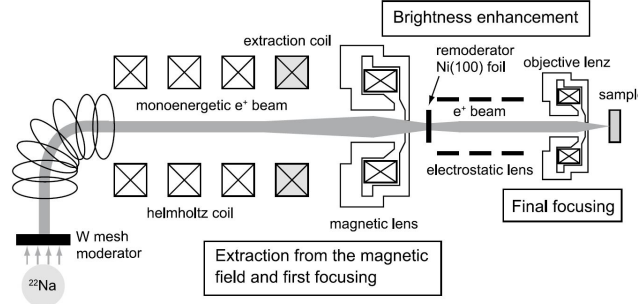 Brightness enhancement
extraction coil
remoderator
Ni(100) foil
objective lenz
sample
monoenergetic e⁺ beam
e⁺ beam
helmholtz coil
electrostatic lens
magnetic lens
Final focusing
W mesh
moderator
Extraction from the magnetic
field and first focusing
²²Na